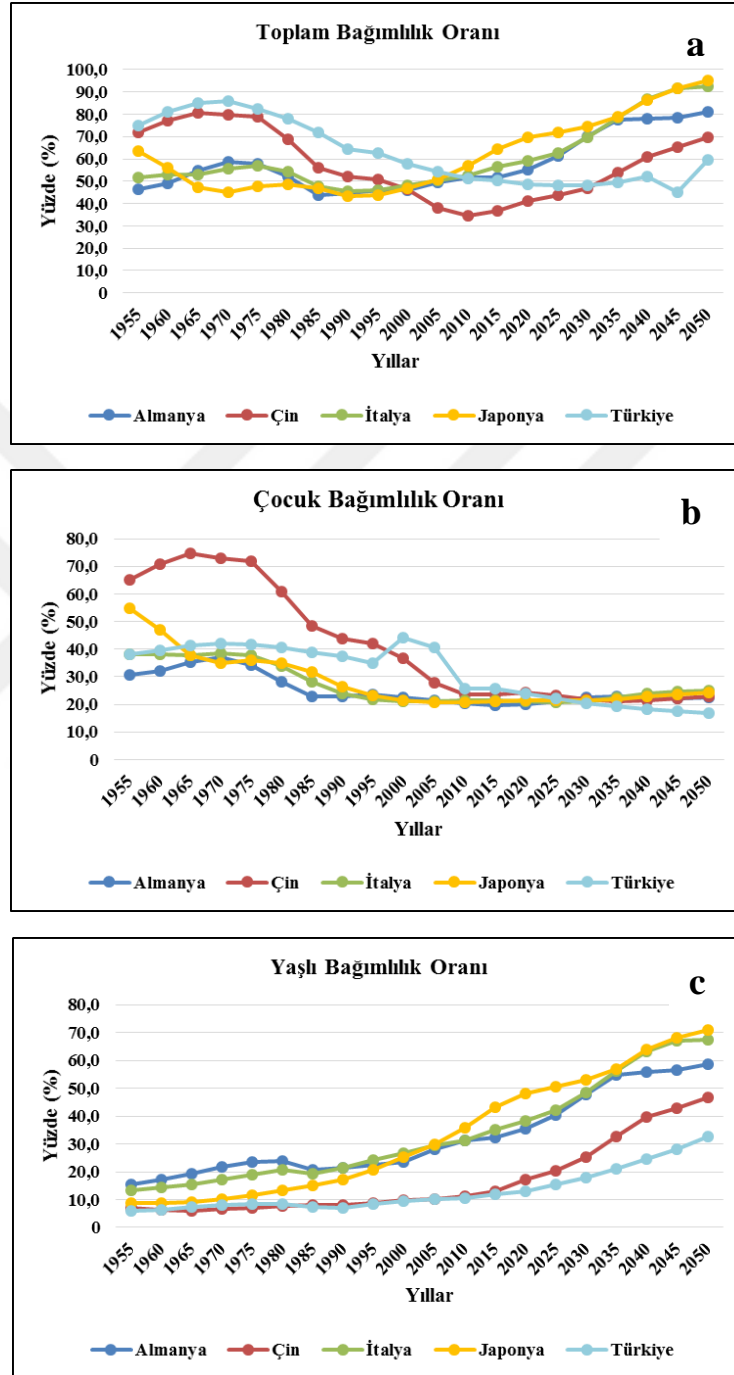 Toplam Bağımlılık Oranı
a
100,0
90,0
80,0
70,0
60,0
50,0
40,0
30,0
20,0
10,0
0
Yüzde (%)
1955 1960 1965 1970 1975 1980 1985 1990 1995 2000 2005 2010 2015 2020 2025 2030 2035 2040 2045 2050
Yıllar
Almanya Çin İtalya Japonya Türkiye
Çocuk Bağımlılık Oranı
b
80,0
70,0
60,0
50,0
40,0
30,0
20,0
10,0
0
Yüzde (%)
1955 1960 1965 1970 1975 1980 1985 1990 1995 2000 2005 2010 2015 2020 2025 2030 2035 2040 2045 2050
Yıllar
Almanya Çin İtalya Japonya Türkiye
Yaşlı Bağımlılık Oranı
c
80,0
70,0
60,0
50,0
40,0
30,0
20,0
10,0
0
Yüzde (%)
1955 1960 1965 1970 1975 1980 1985 1990 1995 2000 2005 2010 2015 2020 2025 2030 2035 2040 2045 2050
Yıllar
Almanya Çin İtalya Japonya Türkiye